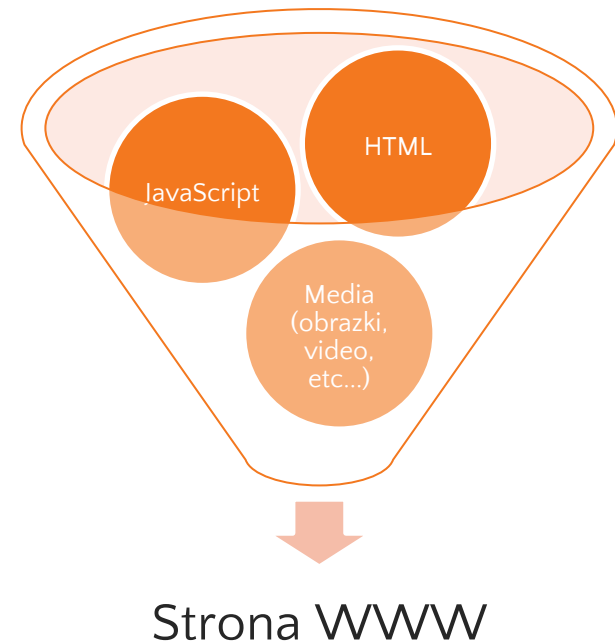 HTML
JavaScript
Media
(obrazki,
video,
etc...)
Strona WWW